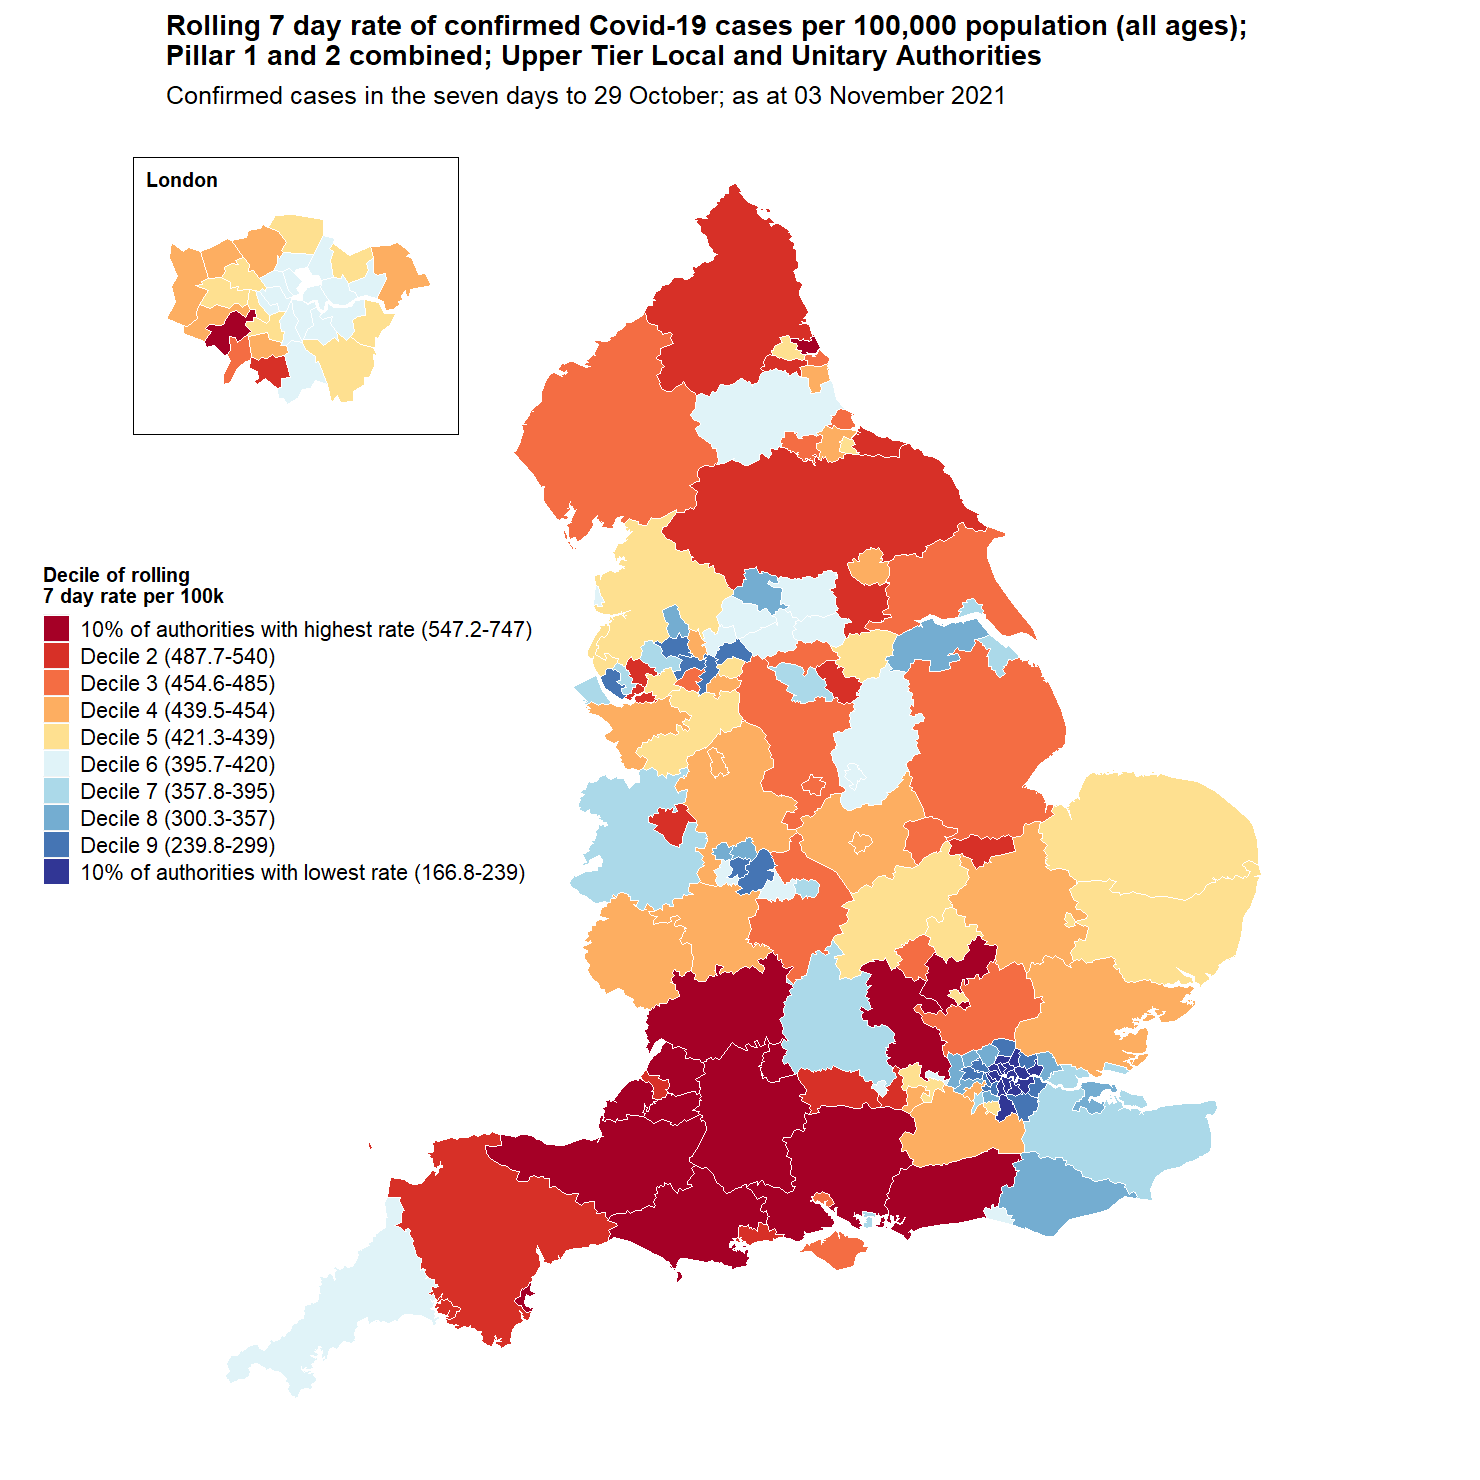 Rolling 7 day rate of confirmed Covid-19 cases per 100,000 population (all ages);
Pillar 1 and 2 combined; Upper Tier Local and Unitary Authorities
Confirmed cases in the seven days to 29 October; as at 03 November 2021
London
Decile of rolling
7 day rate per 100k
10% of authorities with highest rate (547.2-747)
Decile 2 (487.7-540)
Decile 3 (454.6-485)
Decile 4 (439.5-454)
Decile 5 (421.3-439)
Decile 6 (395.7-420)
Decile 7 (357.8-395)
Decile 8 (300.3-357)
Decile 9 (239.8-299)
10% of authorities with lowest rate (166.8-239)